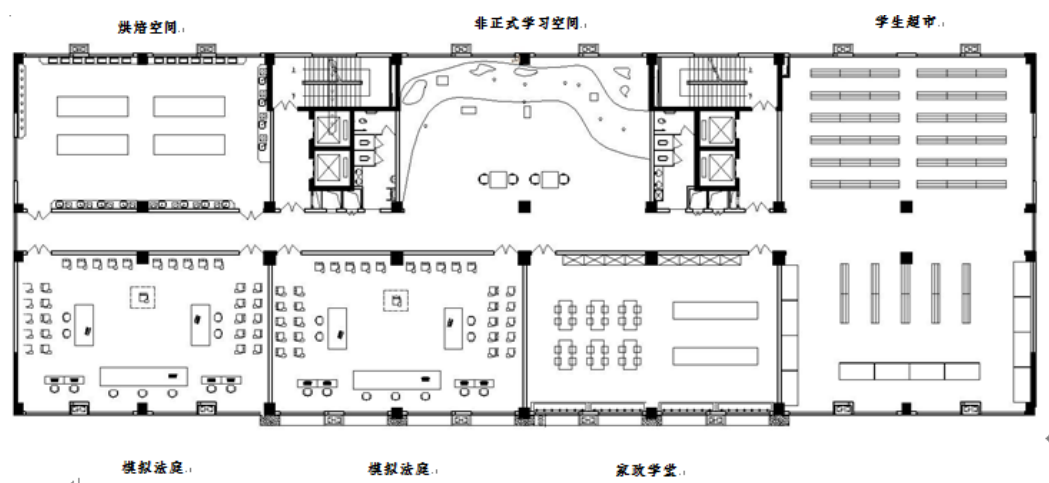 烘焙空间
非正式学习空间
学生超市
模拟法庭
模拟法庭
家政学堂